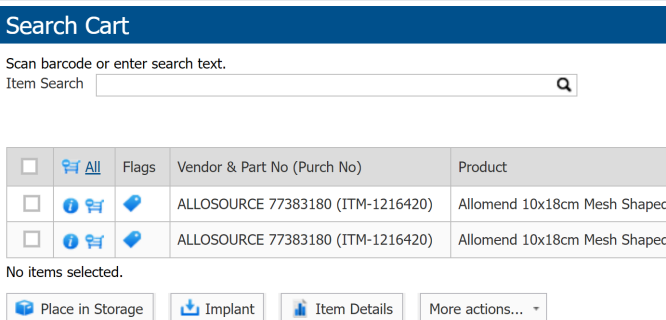 Search Cart
Scan barcode or enter search text.
Item Search
All Flags Vendor & Part No (Purch No) Product
ALLOSOURCE 77383180 (ITM-1216420) Allomend 10x18cm Mesh Shaped
ALLOSOURCE 77383180 (ITM-1216420) Allomend 10x18cm Mesh Shaped
No items selected.
Place in Storage Implant Item Details More actions...